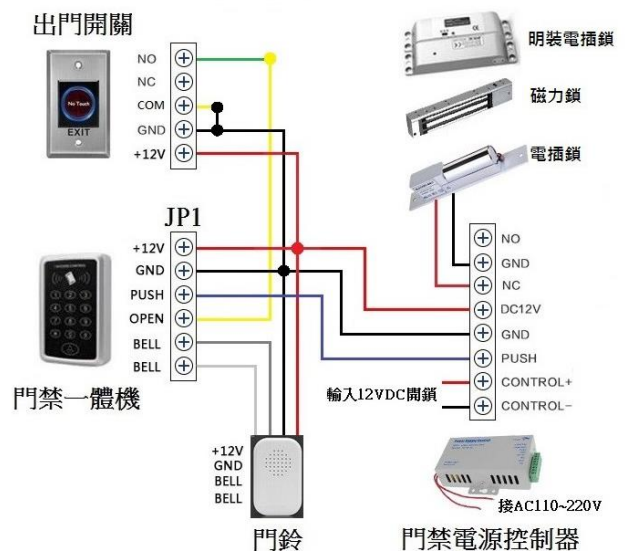 出門開關
No Touch
EXIT
NO
NC
COM
GND
+12V
明裝電插鎖
磁力鎖
電插鎖
JP1
+12V
GND
PUSH
OPEN
BELL
BELL
門禁一體機
NO
GND
NC
DC12V
GND
PUSH
CONTROL+
CONTROL-
輸入12VDC開鎖
+12V
GND
BELL
BELL
門鈴
接AC110~220V
門禁電源控制器